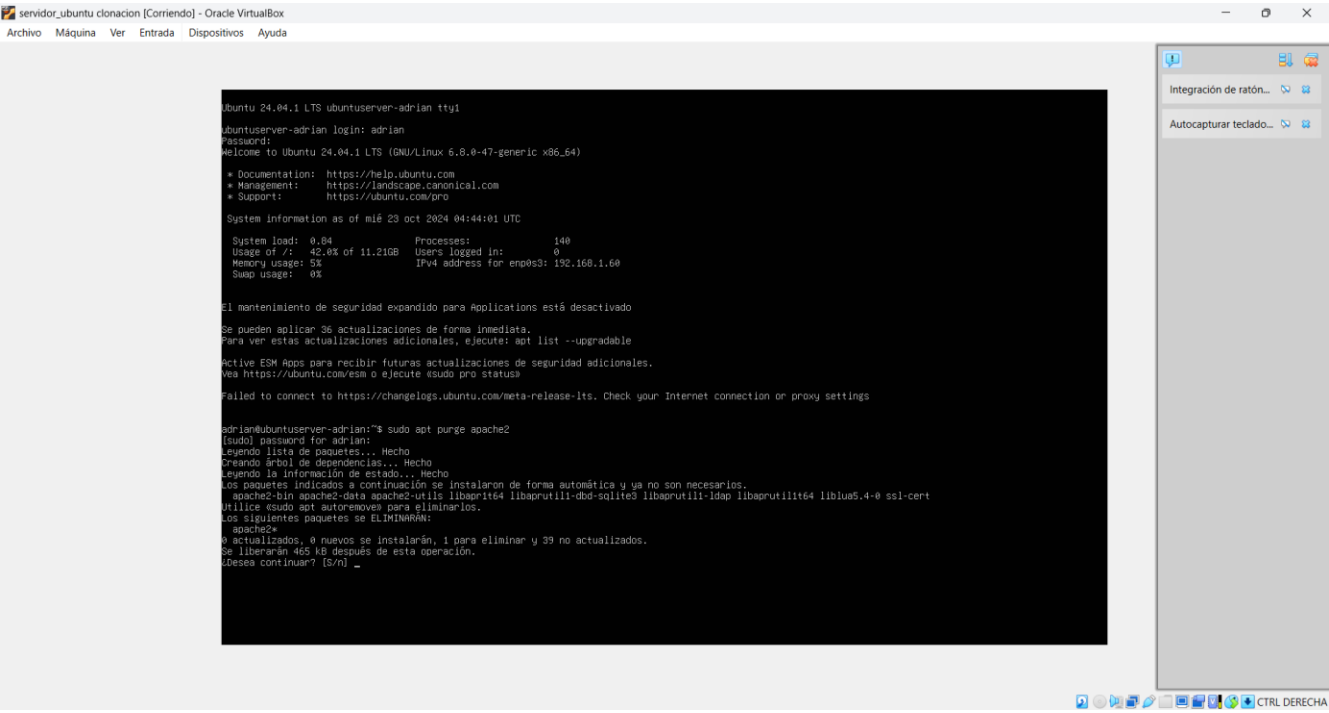 servidor_ubuntu clonacion [Corriendo] - Oracle VirtualBox
Archivo Máquina Ver Entrada Dispositivos Ayuda
Integración de ratón...
Autocapturar teclado...
Ubuntu 24.04.1 LTS ubuntuserver-adrian tty1
ubuntuserver-adrian login: adrian
Password:
Welcome to Ubuntu 24.04.1 LTS (GNU/Linux 6.8.0-47-generic x86_64)
* Documentation: https://help.ubuntu.com
* Management: https://landscape.canonical.com
* Support: https://ubuntu.com/pro
System information as of mié 23 oct 2024 04:44:01 UTC
System load: 0.84 Processes: 140
Usage of /: 42.0% of 11.21GB Users logged in: 0
Memory usage: 5% IPv4 address for enp0s3: 192.168.1.60
Swap usage: 0%
El mantenimiento de seguridad expandido para Applications está desactivado
Se pueden aplicar 36 actualizaciones de forma inmediata.
Para ver estas actualizaciones adicionales, ejecute: apt list --upgradable
Active ESM Apps para recibir futuras actualizaciones de seguridad adicionales.
Vea https://ubuntu.com/esm o ejecute «sudo pro status»
Failed to connect to https://changelogs.ubuntu.com/meta-release-lts. Check your Internet connection or proxy settings
adrian@ubuntuserver-adrian:~$ sudo apt purge apache2
[sudo] password for adrian:
Leyendo lista de paquetes... Hecho
Creando árbol de dependencias... Hecho
Leyendo la información de estado... Hecho
Los paquetes indicados a continuación se instalaron de forma automática y ya no son necesarios.
apache2-bin apache2-data apache2-utils libapr1t64 libaprutil1-dbd-sqlite3 libaprutil1-ldap libaprutil1t64 liblua5.4-0 ssl-cert
Utilice «sudo apt autoremove» para eliminarlos.
Los siguientes paquetes se ELIMINARÁN:
apache2*
0 actualizados, 0 nuevos se instalarán, 1 para eliminar y 39 no actualizados.
Se liberarán 465 kB después de esta operación.
¿Desea continuar? [S/n] _
CTRL DERECHA